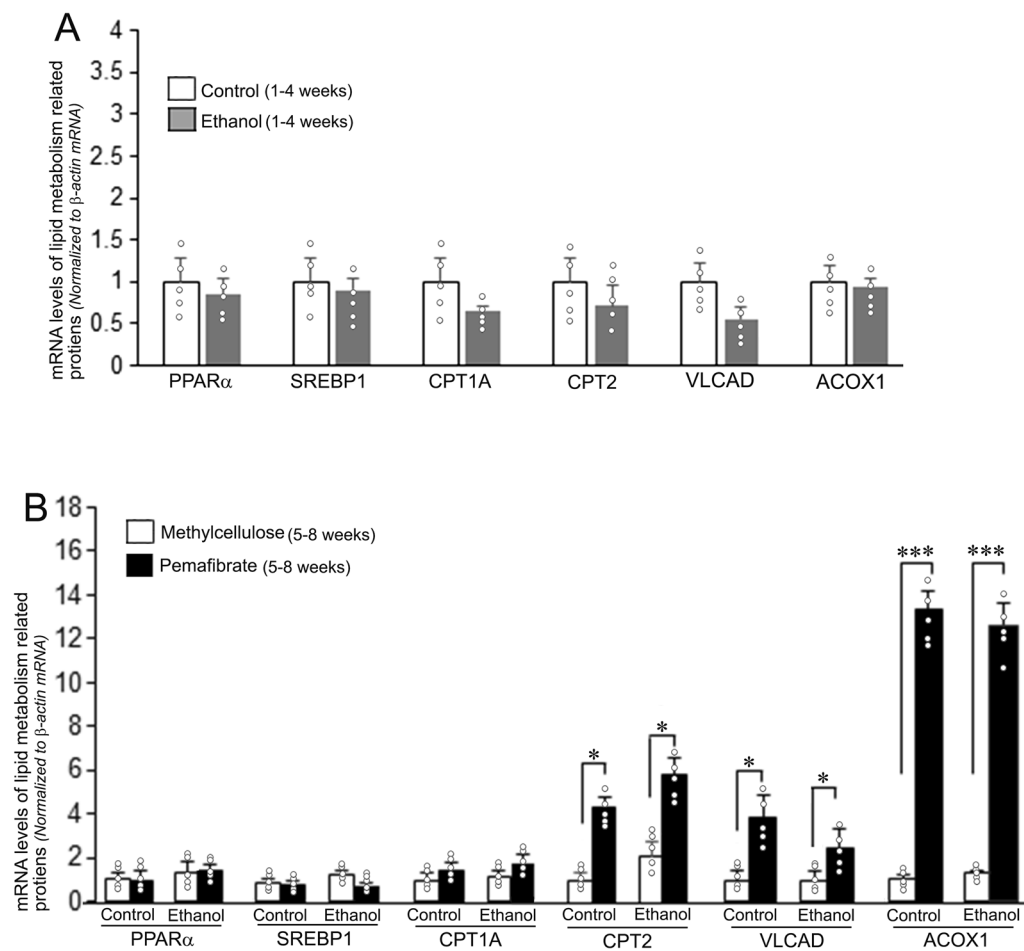 A
mRNA levels of lipid metabolism related
protiens (Normalized to β-actin mRNA)
4
3.5
3
2.5
2
1.5
1
0.5
0
Control (1-4 weeks)
Ethanol (1-4 weeks)
PPARα SREBP1 CPT1A CPT2 VLCAD ACOX1
B
mRNA levels of lipid metabolism related
protiens (Normalized to β-actin mRNA)
18
16
14
12
10
8
6
4
2
0
Methylcellulose (5-8 weeks)
Pemafibrate (5-8 weeks)
*** ***
*
* *
*
Control Ethanol Control Ethanol Control Ethanol Control Ethanol Control Ethanol Control Ethanol
PPARα SREBP1 CPT1A CPT2 VLCAD ACOX1